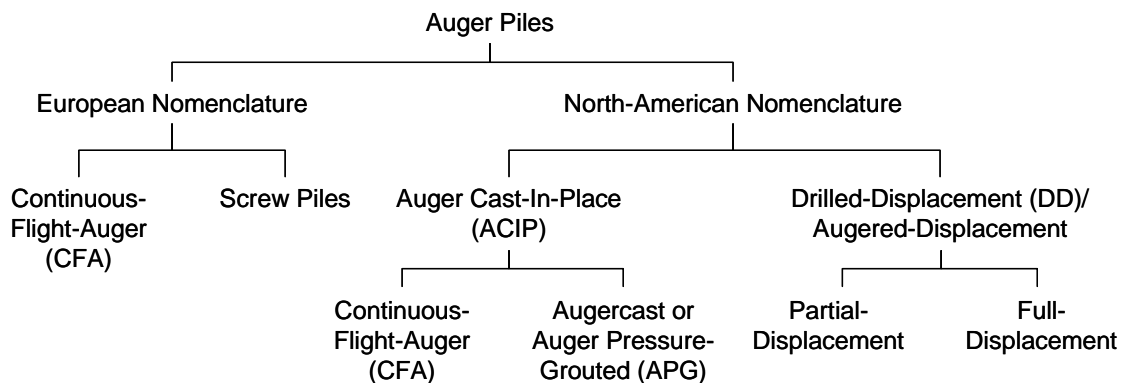 Auger Piles
European Nomenclature
North-American Nomenclature
Continuous-
Flight-Auger
(CFA)
Screw Piles
Auger Cast-In-Place
(ACIP)
Drilled-Displacement (DD)/
Augered-Displacement
Continuous-
Flight-Auger
(CFA)
Augercast or
Auger Pressure-
Grouted (APG)
Partial-
Displacement
Full-
Displacement